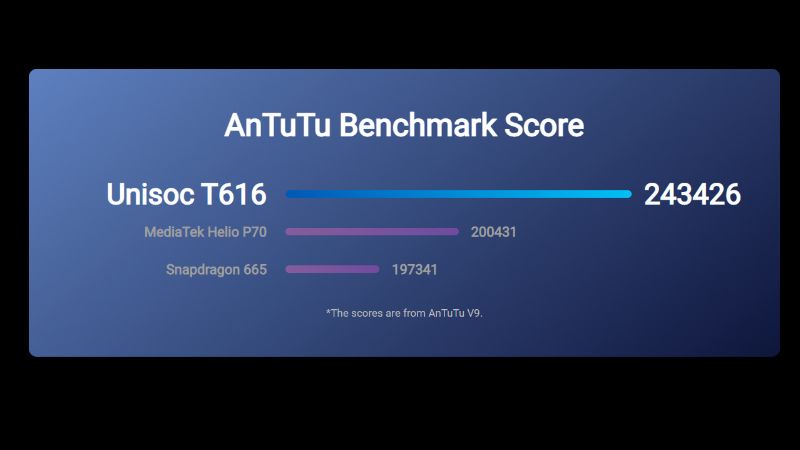 AnTuTu Benchmark Score
Unisoc T616 243426
MediaTek Helio P70 200431
Snapdragon 665 197341
*The scores are from AnTuTu V9.